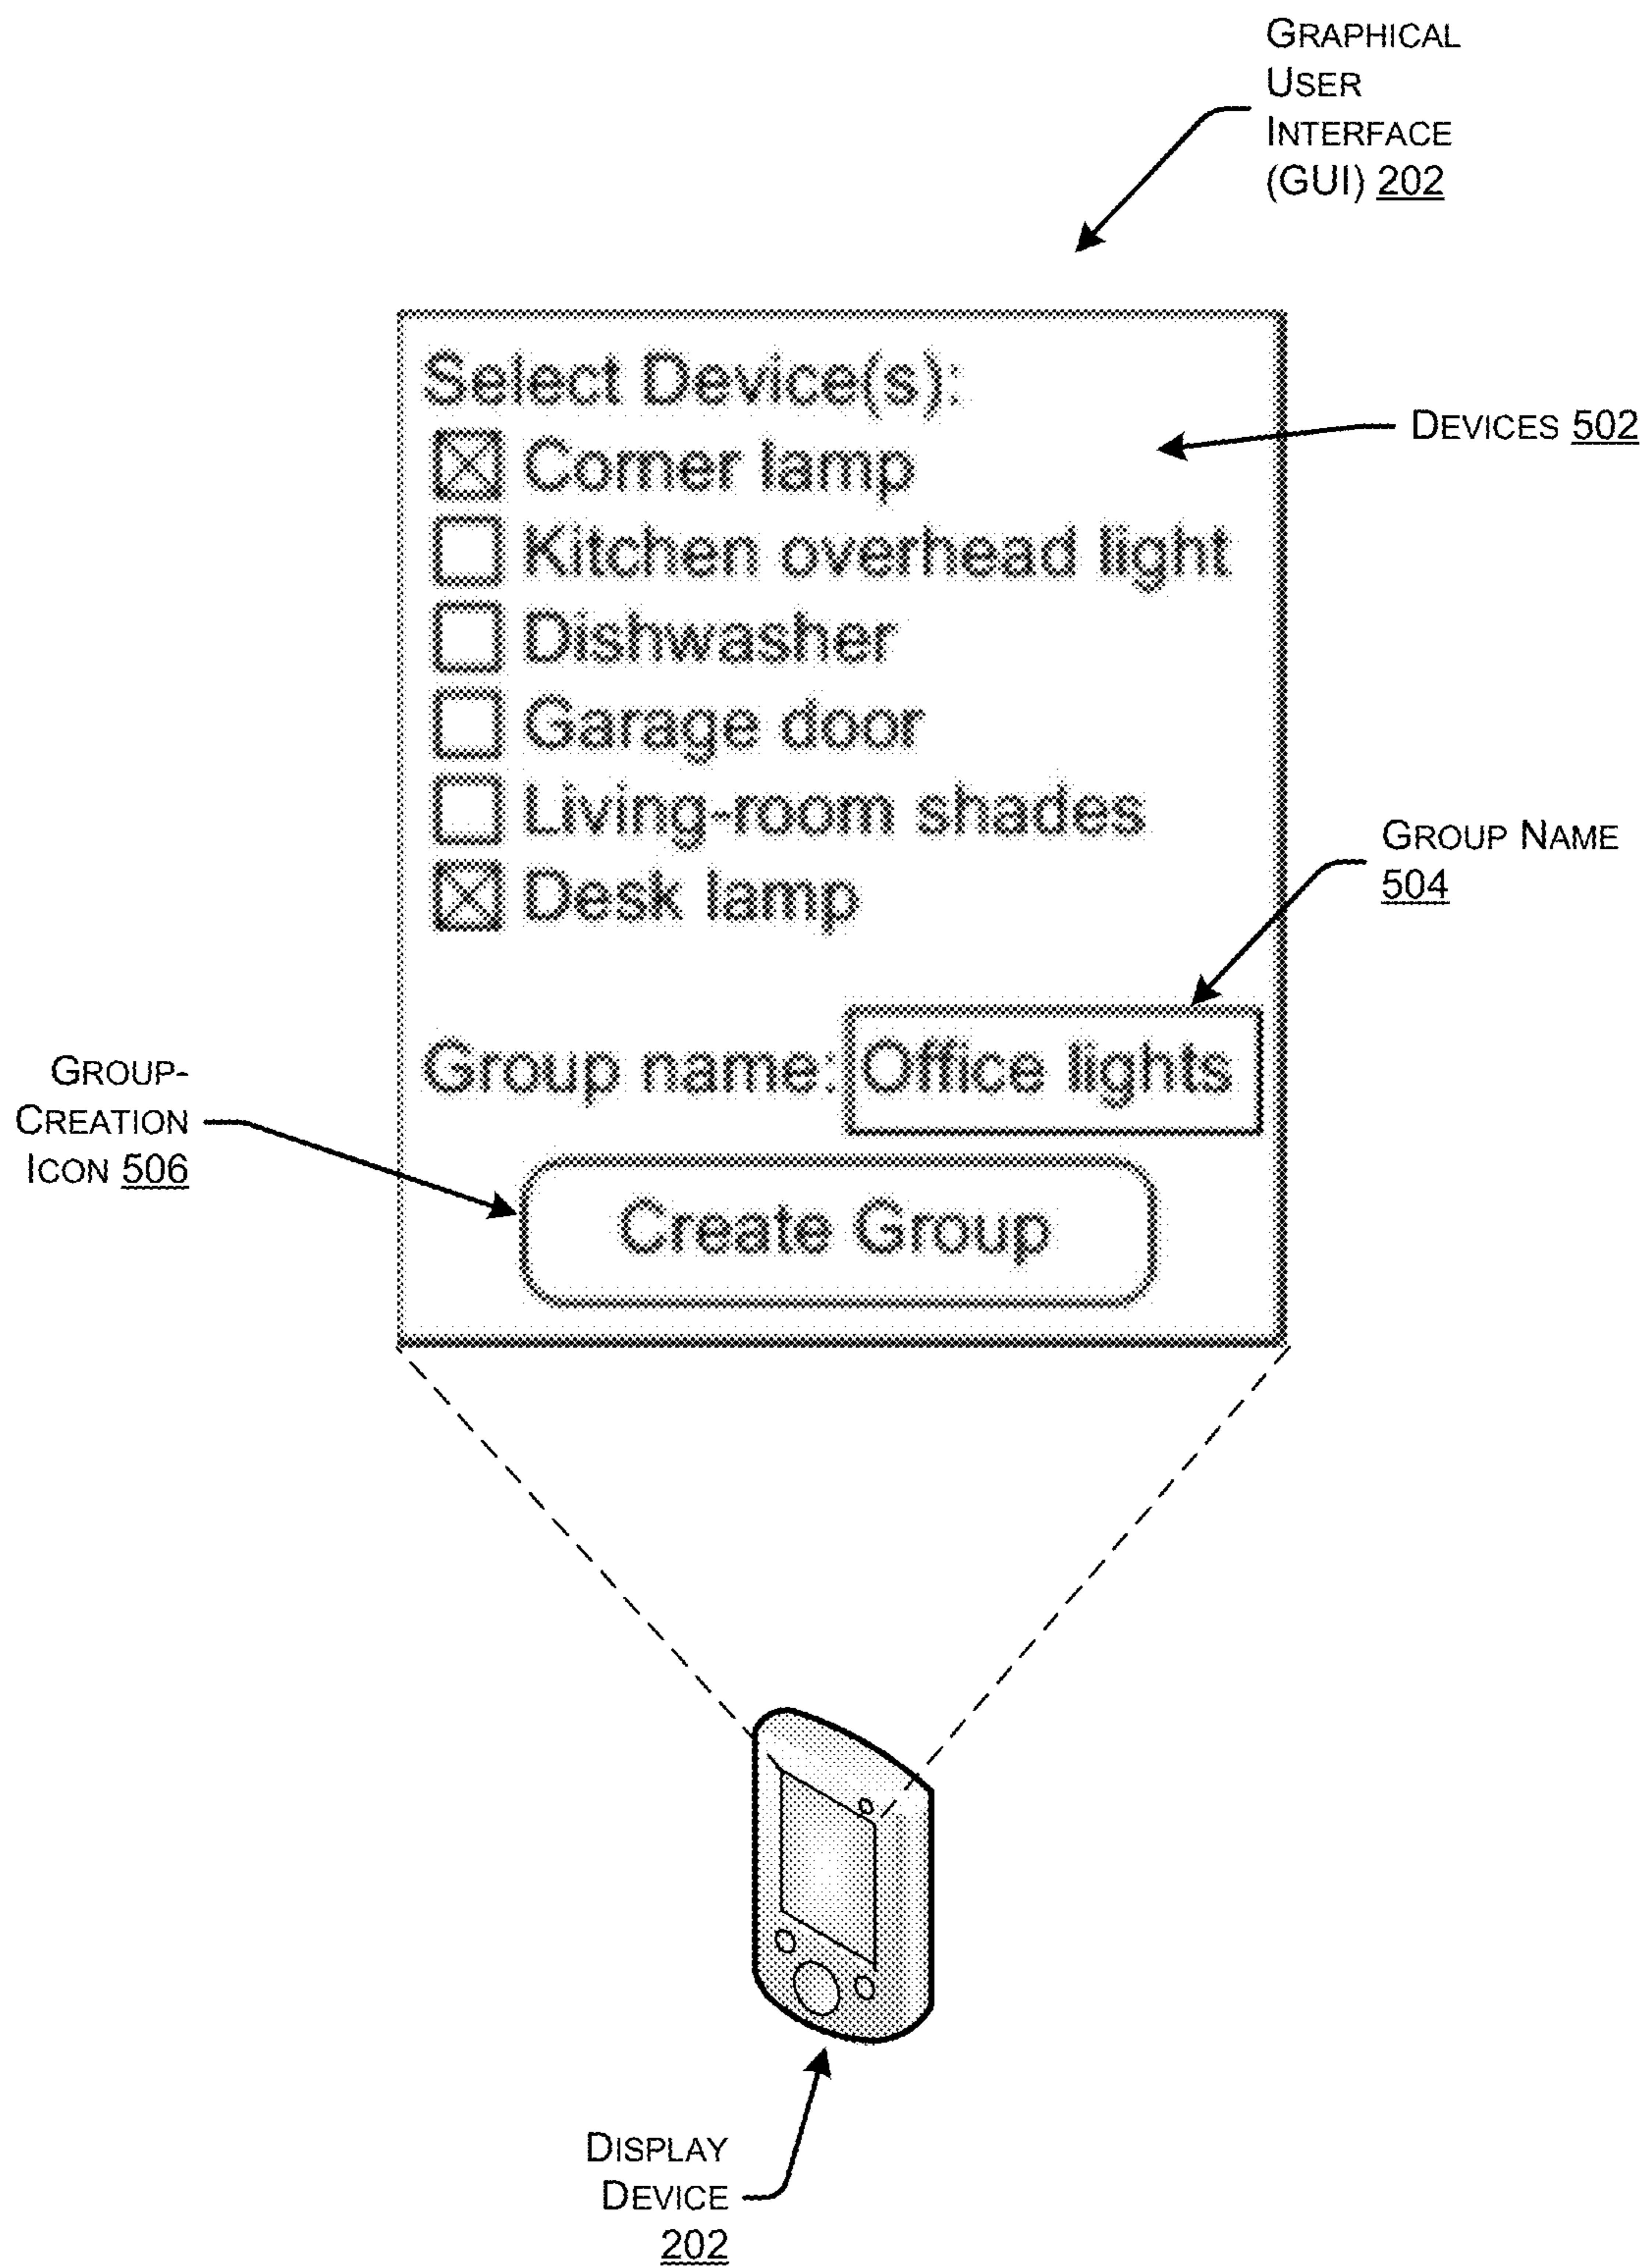 GRAPHICAL
USER
INTERFACE
(GUI) 202
Select Device(s):
DEVICES 502
Corner lamp
Kitchen overhead light
Dishwasher
Garage door
Living-room shades
GROUP NAME
504
Desk lamp
Group name: Office lights
GROUP-
CREATION
ICON 506
Create Group
DISPLAY
DEVICE
202